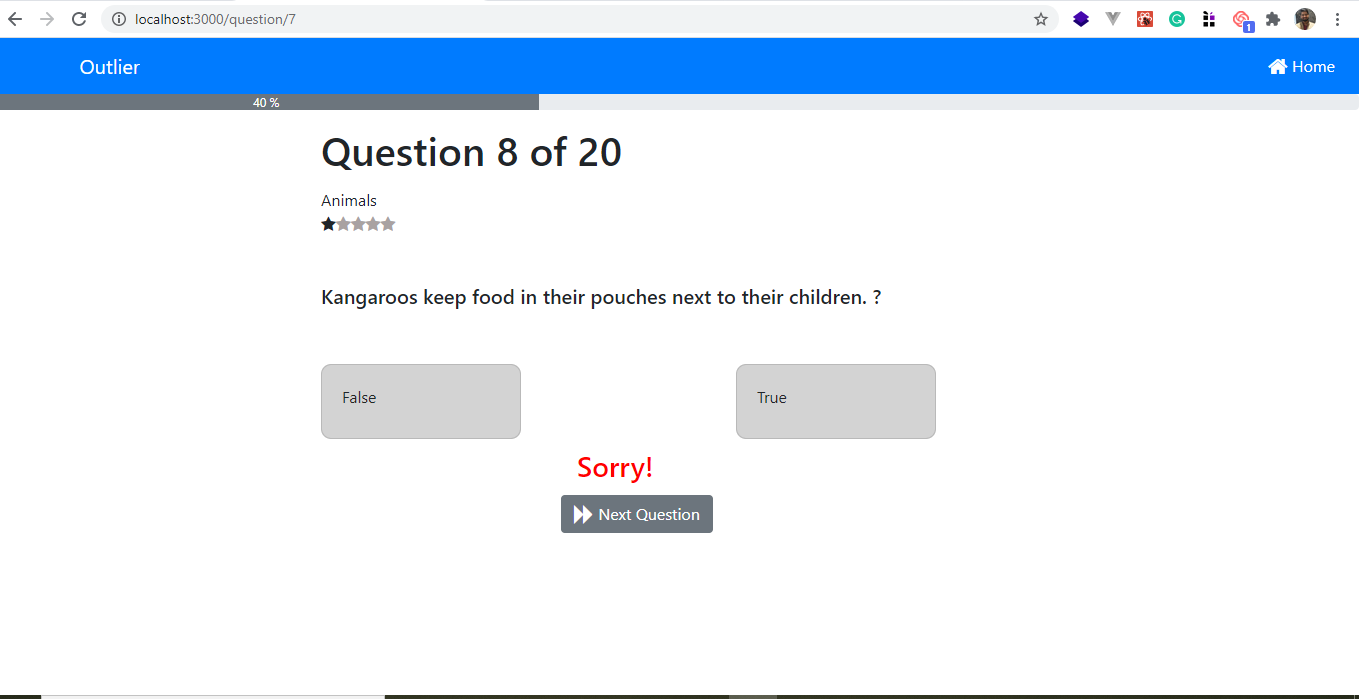 localhost:3000/question/7
1
Outlier
Home
40 %
Question 8 of 20
Animals
Kangaroos keep food in their pouches next to their children. ?
False
True
Sorry!
Next Question